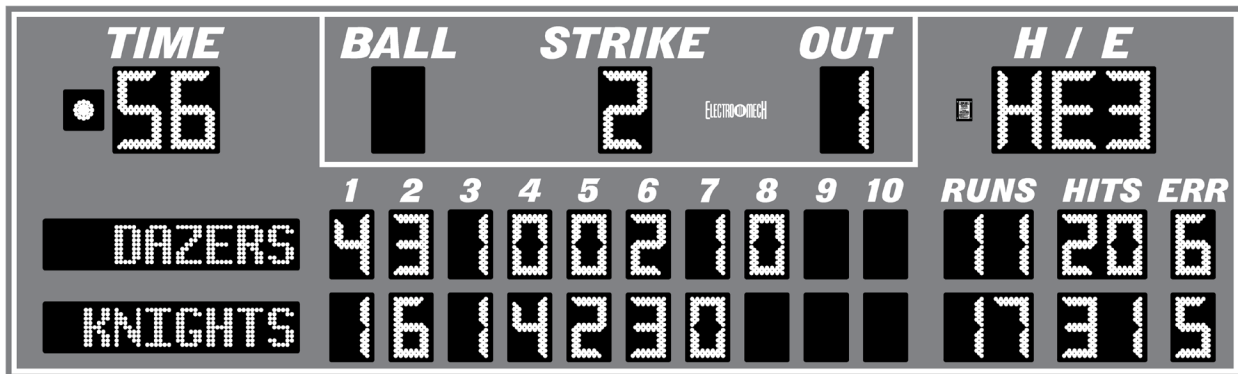 TIME BALL STRIKE OUT H / E
56 2 ELECTRO MECH 1 HE3
1 2 3 4 5 6 7 8 9 10 RUNS HITS ERR
DAZERS 4 3 1 0 0 2 1 0 11 20 6
KNIGHTS 1 6 1 4 2 3 0 17 31 5